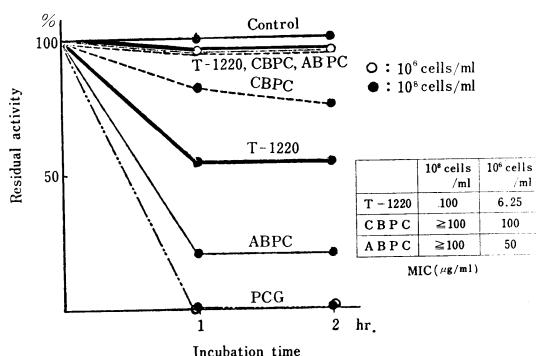 %
Control
100
T-1220, CBPC, ABPC
CBPC
○ : 10⁶ cells/ml
● : 10⁸ cells/ml
T-1220
50
Residual activity
10⁸ cells /ml 10⁶ cells /ml
T-1220 100 6.25
CBPC ≧100 100
ABPC ≧100 50
MIC (μg/ml)
ABPC
PCG
1 2 hr.
Incubation time